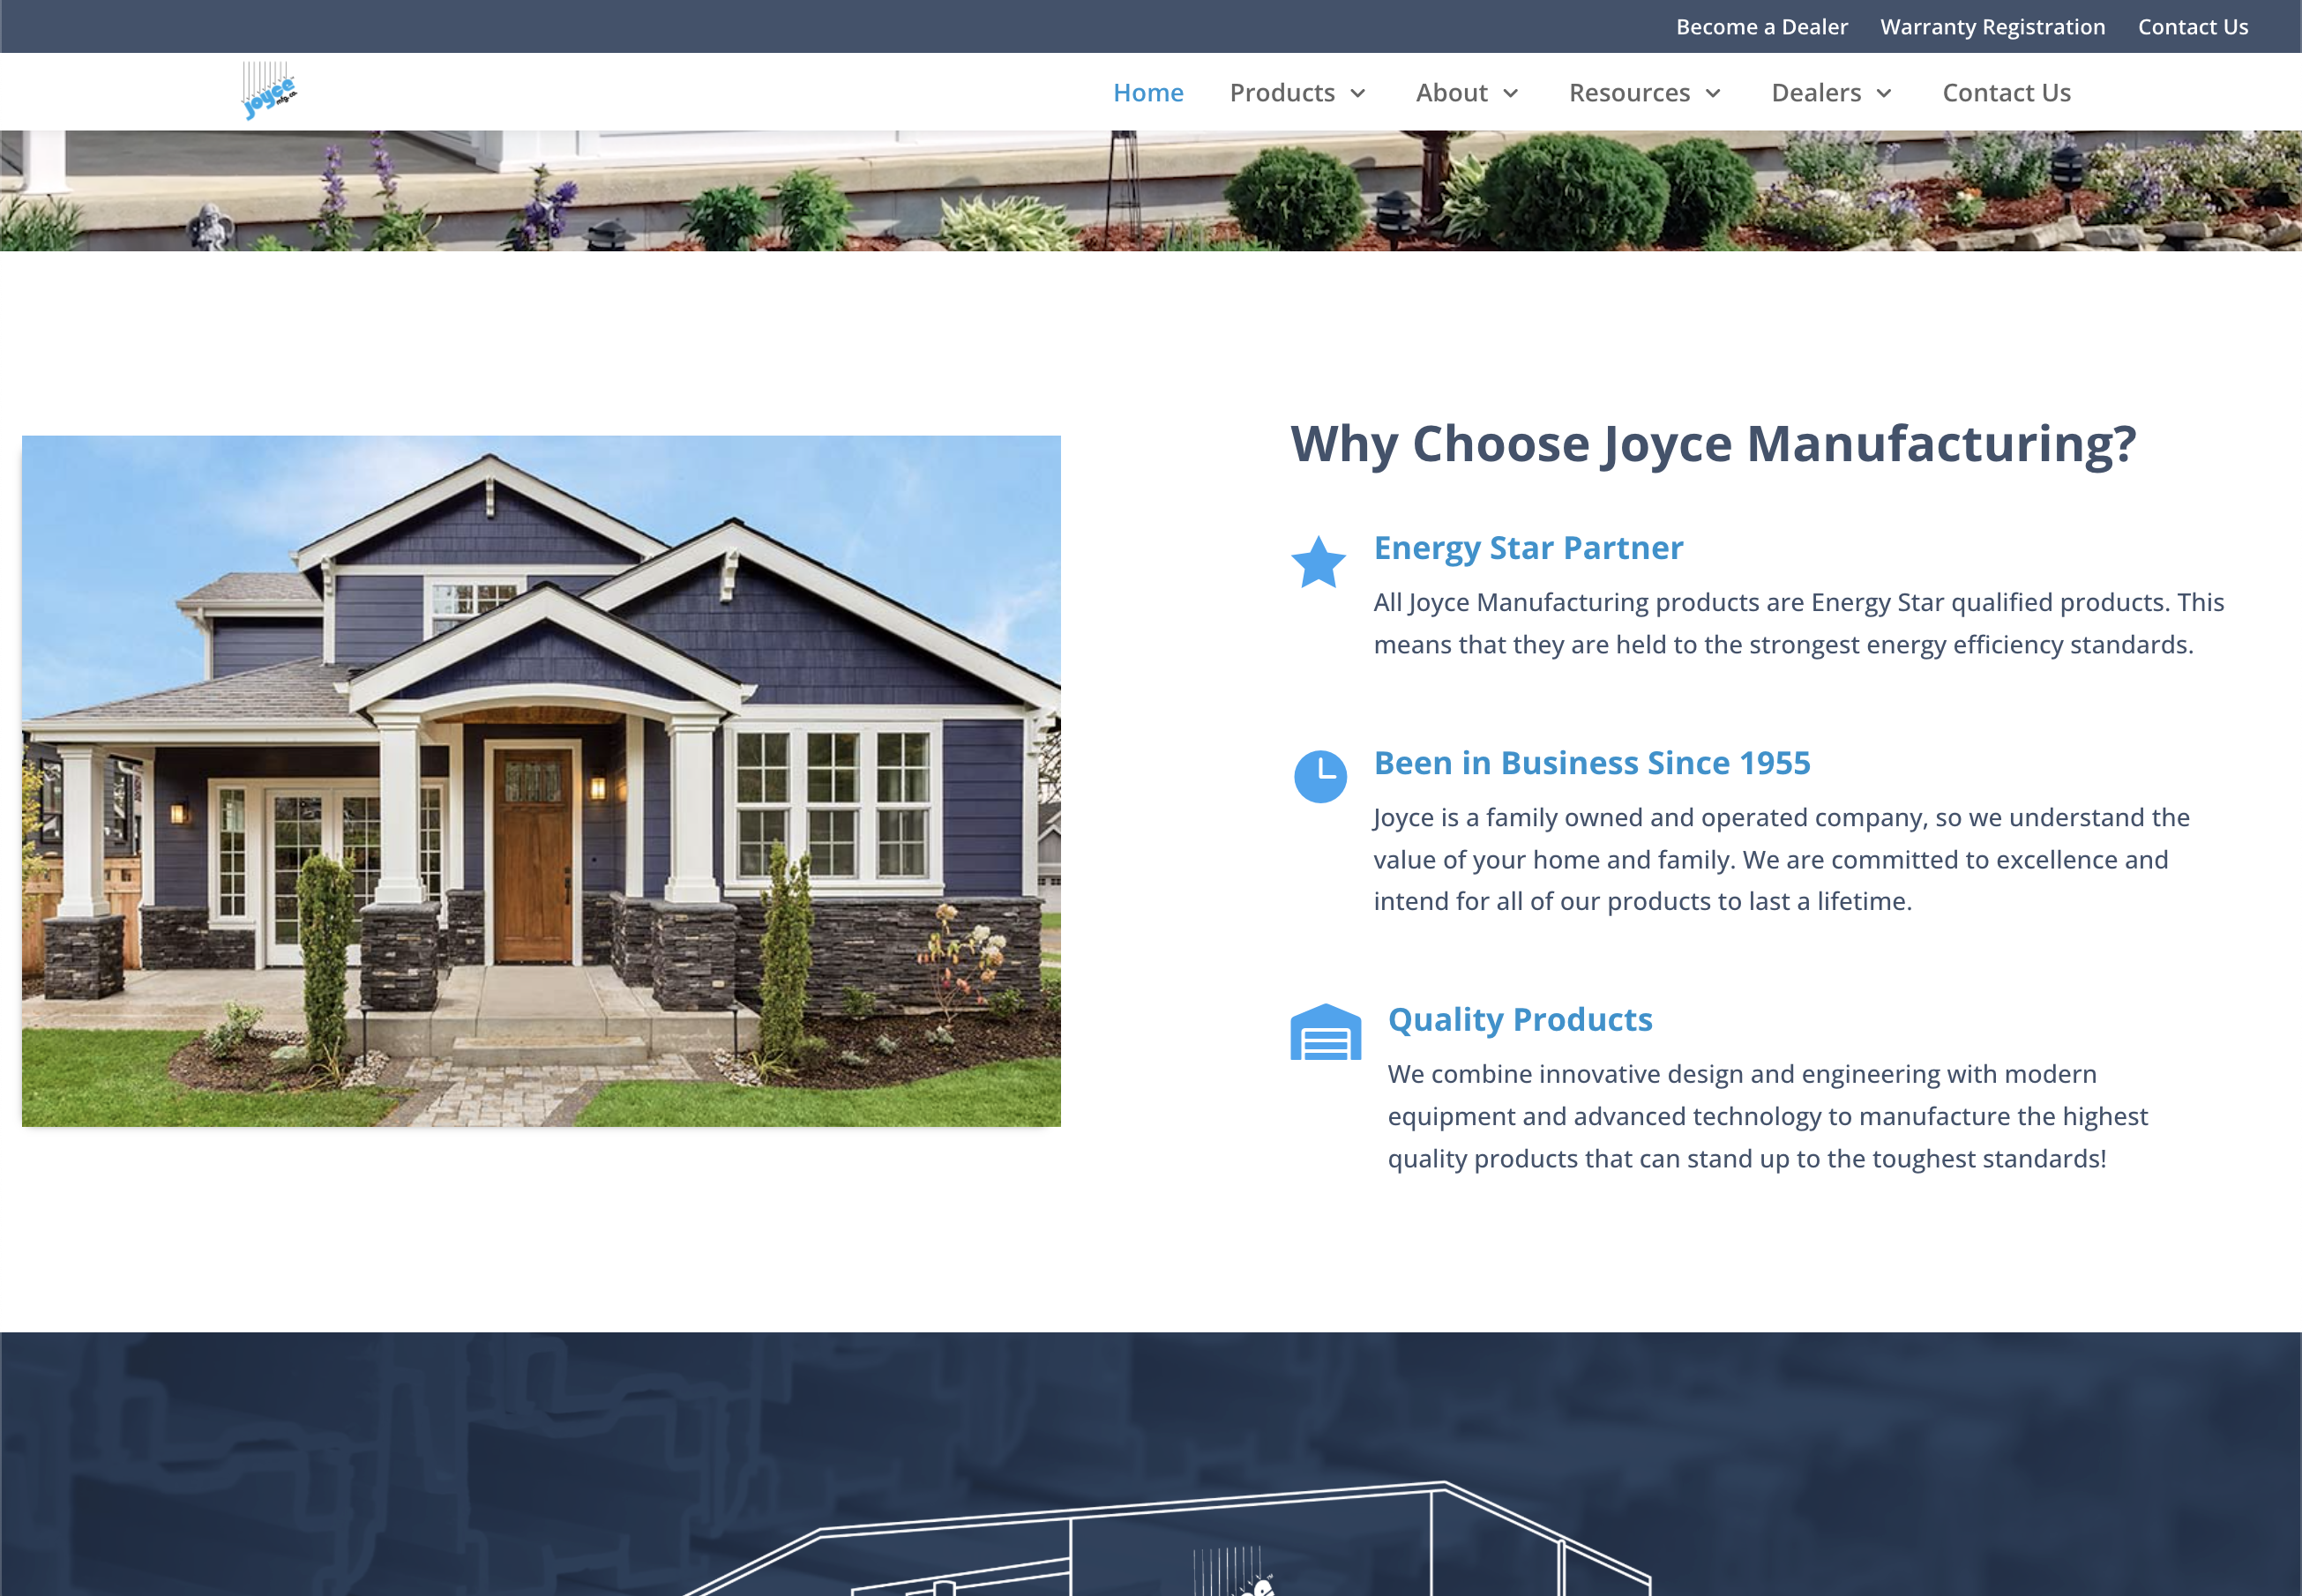 Become a Dealer Warranty Registration Contact Us
joyce mfg. co. Home Products About Resources Dealers Contact Us
Why Choose Joyce Manufacturing?
Energy Star Partner
All Joyce Manufacturing products are Energy Star qualified products. This
means that they are held to the strongest energy efficiency standards.
Been in Business Since 1955
Joyce is a family owned and operated company, so we understand the
value of your home and family. We are committed to excellence and
intend for all of our products to last a lifetime.
Quality Products
We combine innovative design and engineering with modern
equipment and advanced technology to manufacture the highest
quality products that can stand up to the toughest standards!